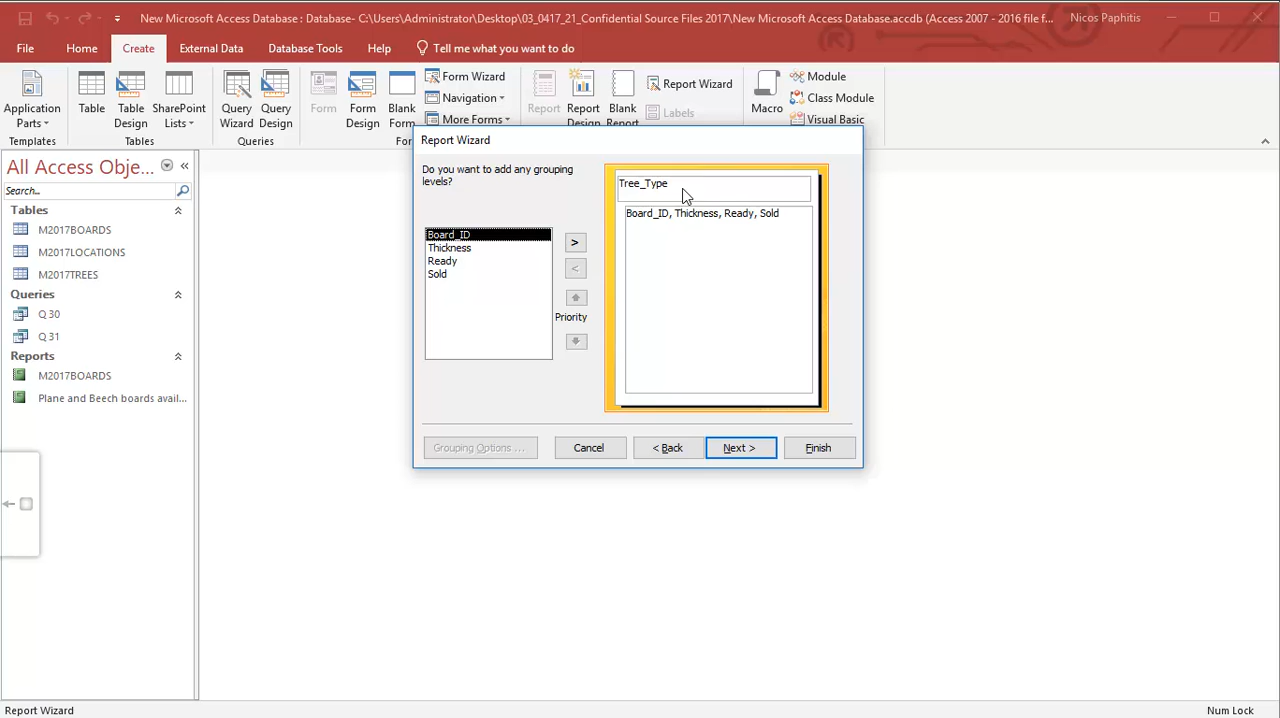 New Microsoft Access Database : Database- C:\Users\Administrator\Desktop\03_0417_21_Confidential Source Files 2017\New Microsoft Access Database.accdb (Access 2007 - 2016 file f...
Nicos Paphitis
File
Home
Create
External Data
Database Tools
Help
Tell me what you want to do
Application
Parts
Table
Table
Design
SharePoint
Lists
Query
Wizard
Query
Design
Form
Form
Design
Blank
Form
Form Wizard
Navigation
More Forms
Report
Report
Design
Blank
Report
Report Wizard
Labels
Macro
Module
Class Module
Visual Basic
Templates
Tables
Queries
For
All Access Obje...
Search..
Tables
M2017BOARDS
M2017LOCATIONS
M2017TREES
Queries
Q 30
Q 31
Reports
M2017BOARDS
Plane and Beech boards avail...
Report Wizard
Do you want to add any grouping
levels?
Board_ID
Thickness
Ready
Sold
>
<
Priority
Tree_Type
Board_ID, Thickness, Ready, Sold
Grouping Options ...
Cancel
< Back
Next >
Finish
Report Wizard
Num Lock